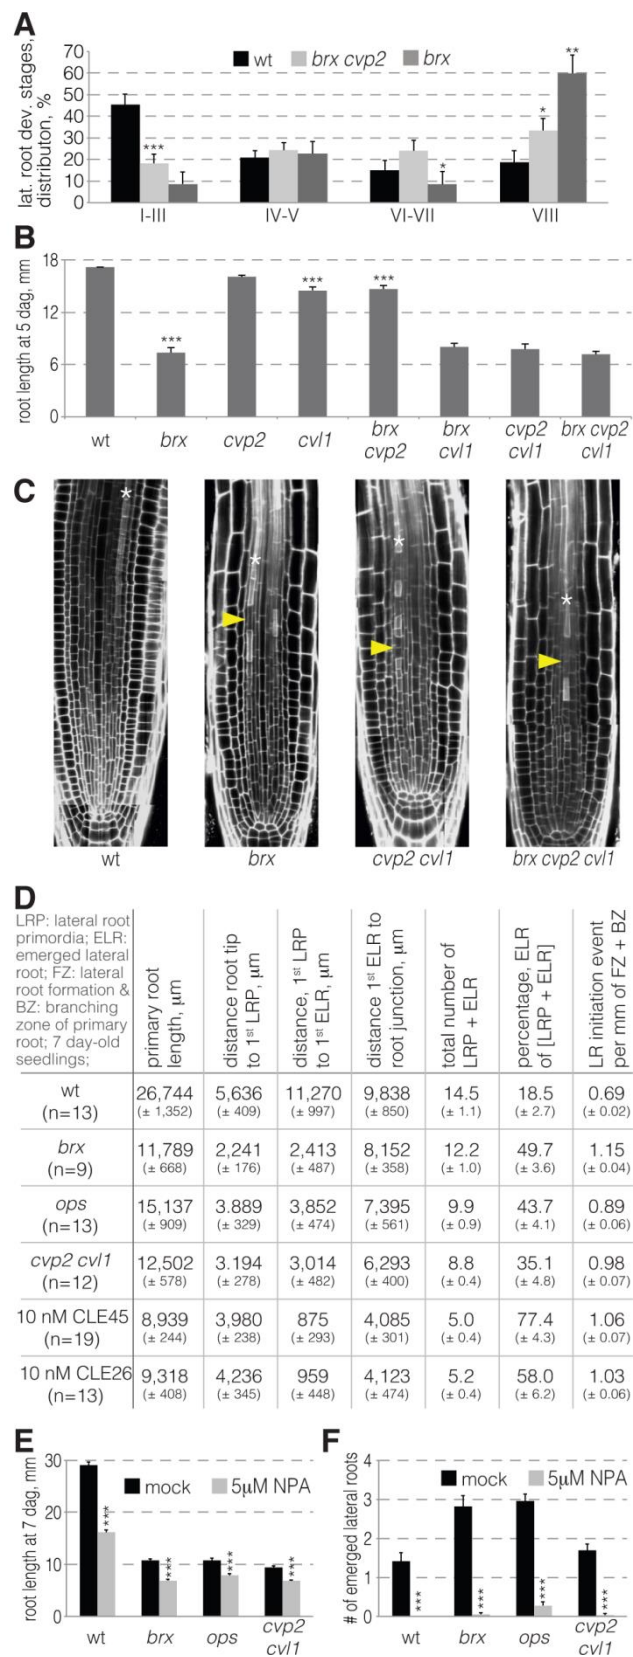 A
lat. root dev. stages,
distributon, %
70
60
50
40
30
20
10
0
wt brx cvp2 brx
***
*
*
**
I-III IV-V VI-VII VIII
B
root length at 5 dag, mm
18
12
6
0
***
***
***
wt brx cvp2 cvl1 brx cvp2 brx cvl1 cvp2 cvl1 brx cvp2 cvl1
C
* * * *
wt brx cvp2 cvl1 brx cvp2 cvl1
D
LRP: lateral root
primordia; ELR:
emerged lateral
root; FZ: lateral
root formation &
BZ: branching
zone of primary
root; 7 day-old
seedlings;
primary root
length, µm
distance root tip
to 1st LRP, µm
distance, 1st LRP
to 1st ELR, µm
distance 1st ELR to
root junction, µm
total number of
LRP + ELR
percentage, ELR
of [LRP + ELR]
LR initiation event
per mm of FZ + BZ
wt 26,744 5,636 11,270 9,838 14.5 18.5 0.69
(n=13) (± 1,352) (± 409) (± 997) (± 850) (± 1.1) (± 2.7) (± 0.02)
brx 11,789 2,241 2,413 8,152 12.2 49.7 1.15
(n=9) (± 668) (± 176) (± 487) (± 358) (± 1.0) (± 3.6) (± 0.04)
ops 15,137 3.889 3,852 7,395 9.9 43.7 0.89
(n=13) (± 909) (± 329) (± 474) (± 561) (± 0.9) (± 4.1) (± 0.06)
cvp2 cvl1 12,502 3.194 3,014 6,293 8.8 35.1 0.98
(n=12) (± 578) (± 278) (± 482) (± 400) (± 0.4) (± 4.8) (± 0.07)
10 nM CLE45 8,939 3,980 875 4,085 5.0 77.4 1.06
(n=19) (± 244) (± 238) (± 293) (± 301) (± 0.4) (± 4.3) (± 0.07)
10 nM CLE26 9,318 4,236 959 4,123 5.2 58.0 1.03
(n=13) (± 408) (± 345) (± 448) (± 474) (± 0.4) (± 6.2) (± 0.06)
E
root length at 7 dag, mm
30
20
10
0
mock 5µM NPA
*** *** *** ***
wt brx ops cvp2 cvl1
F
# of emerged lateral roots
4
3
2
1
0
mock 5µM NPA
*** *** *** ***
wt brx ops cvp2 cvl1